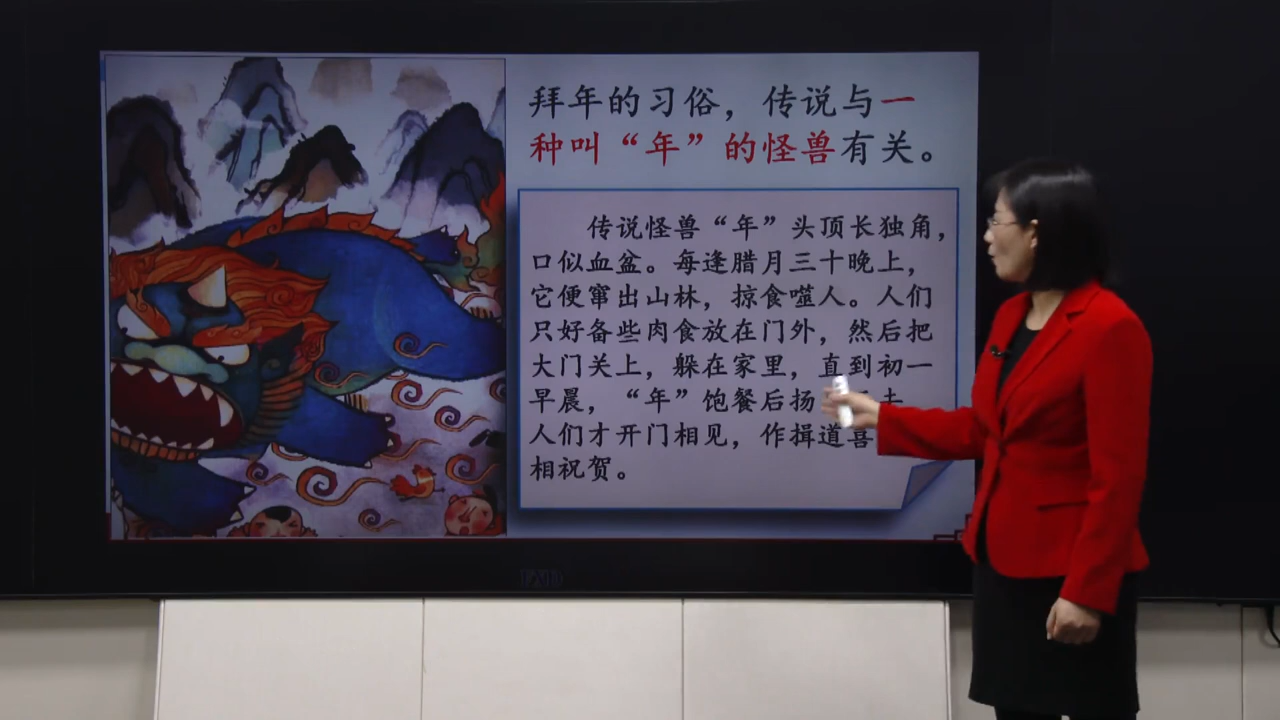 拜年的习俗，传说与一
种叫“年”的怪兽有关。
传说怪兽“年”头顶长独角，
口似血盆。每逢腊月三十晚上，
它便窜出山林，掠食噬人。人们
只好备些肉食放在门外，然后把
大门关上，躲在家里，直到初一
早晨，“年”饱餐后扬
人们才开门相见，作揖道喜
相祝贺。